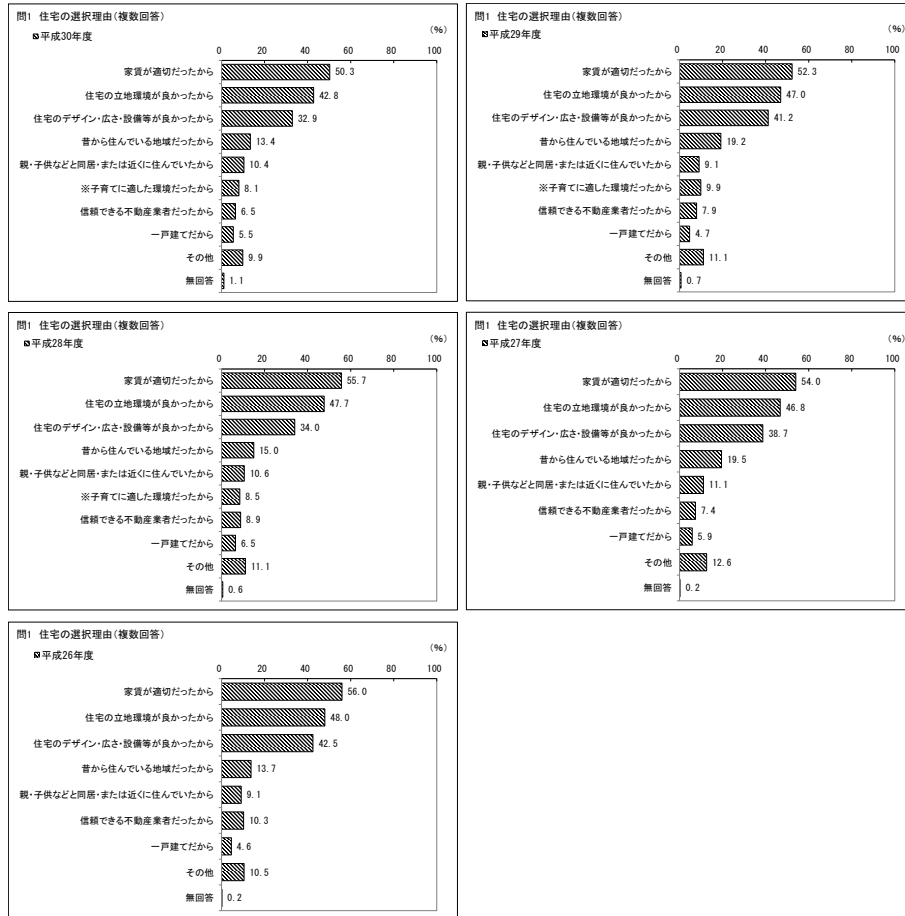 問1 住宅の選択理由(複数回答)
平成30年度
(%)
0 20 40 60 80 100
家賃が適切だったから 50.3
住宅の立地環境が良かったから 42.8
住宅のデザイン・広さ・設備等が良かったから 32.9
昔から住んでいる地域だったから 13.4
親・子供などと同居・または近くに住んでいたから 10.4
※子育てに適した環境だったから 8.1
信頼できる不動産業者だったから 6.5
一戸建てだから 5.5
その他 9.9
無回答 1.1
問1 住宅の選択理由(複数回答)
平成29年度
(%)
0 20 40 60 80 100
家賃が適切だったから 52.3
住宅の立地環境が良かったから 47.0
住宅のデザイン・広さ・設備等が良かったから 41.2
昔から住んでいる地域だったから 19.2
親・子供などと同居・または近くに住んでいたから 9.1
※子育てに適した環境だったから 9.9
信頼できる不動産業者だったから 7.9
一戸建てだから 4.7
その他 11.1
無回答 0.7
問1 住宅の選択理由(複数回答)
平成28年度
(%)
0 20 40 60 80 100
家賃が適切だったから 55.7
住宅の立地環境が良かったから 47.7
住宅のデザイン・広さ・設備等が良かったから 34.0
昔から住んでいる地域だったから 15.0
親・子供などと同居・または近くに住んでいたから 10.6
※子育てに適した環境だったから 8.5
信頼できる不動産業者だったから 8.9
一戸建てだから 6.5
その他 11.1
無回答 0.6
問1 住宅の選択理由(複数回答)
平成27年度
(%)
0 20 40 60 80 100
家賃が適切だったから 54.0
住宅の立地環境が良かったから 46.8
住宅のデザイン・広さ・設備等が良かったから 38.7
昔から住んでいる地域だったから 19.5
親・子供などと同居・または近くに住んでいたから 11.1
信頼できる不動産業者だったから 7.4
一戸建てだから 5.9
その他 12.6
無回答 0.2
問1 住宅の選択理由(複数回答)
平成26年度
(%)
0 20 40 60 80 100
家賃が適切だったから 56.0
住宅の立地環境が良かったから 48.0
住宅のデザイン・広さ・設備等が良かったから 42.5
昔から住んでいる地域だったから 13.7
親・子供などと同居・または近くに住んでいたから 9.1
信頼できる不動産業者だったから 10.3
一戸建てだから 4.6
その他 10.5
無回答 0.2